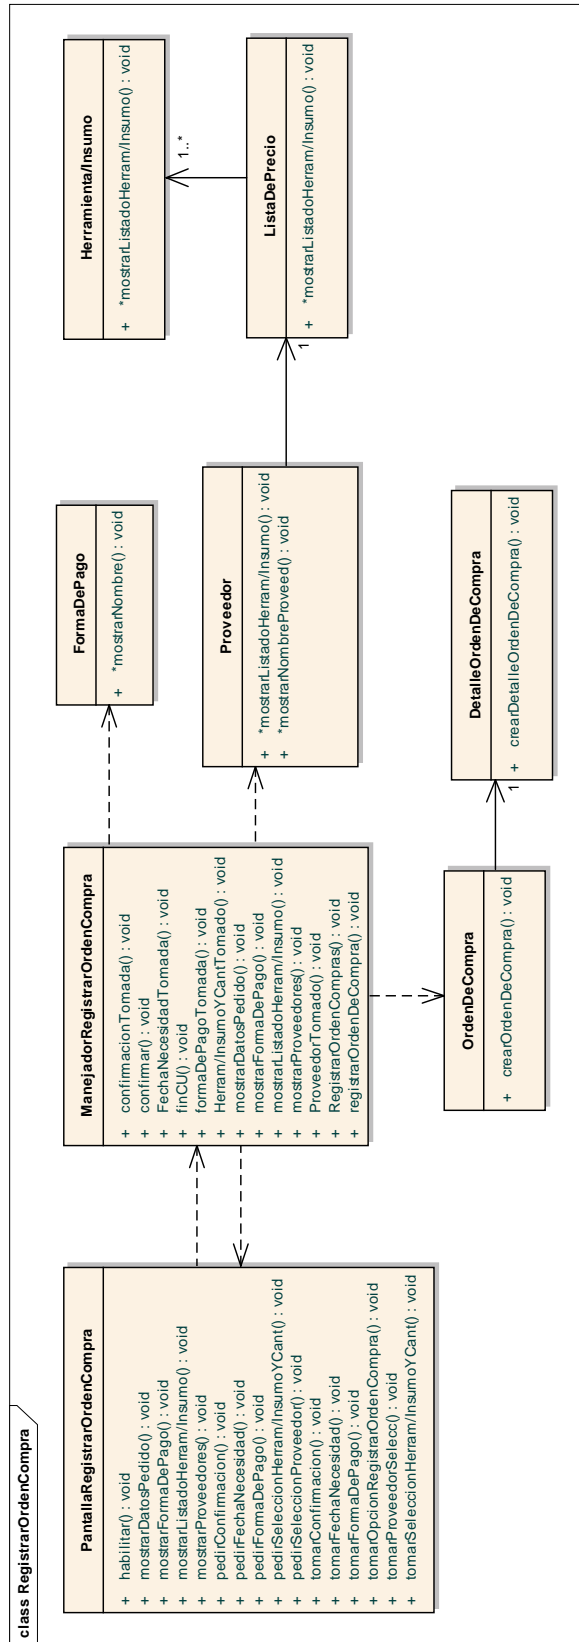 class RegistrarOrdenCompra
PantallaRegistrarOrdenCompra
+ habilitar() : void
+ mostrarDatosPedido() : void
+ mostrarFormaDePago() : void
+ mostrarListadoHerram/Insumo() : void
+ mostrarProveedores() : void
+ pedirConfirmacion() : void
+ pedirFechaNecesidad() : void
+ pedirFormaDePago() : void
+ pedirSeleccionHerram/InsumoYCant() : void
+ pedirSeleccionProveedor() : void
+ tomarConfirmacion() : void
+ tomarFechaNecesidad() : void
+ tomarFormaDePago() : void
+ tomarOpcionRegistrarOrdenCompra() : void
+ tomarProveedorSelecc() : void
+ tomarSeleccionHerram/InsumoYCant() : void
ManejadorRegistrarOrdenCompra
+ confirmacionTomada() : void
+ confirmar() : void
+ FechaNecesidadTomada() : void
+ finCU() : void
+ formaDePagoTomada() : void
+ Herram/InsumoYCantTomado() : void
+ mostrarDatosPedido() : void
+ mostrarFormaDePago() : void
+ mostrarListadoHerram/Insumo() : void
+ mostrarProveedores() : void
+ ProveedorTomado() : void
+ RegistrarOrdenCompras() : void
+ registrarOrdenDeCompra() : void
FormaDePago
+ *mostrarNombre() : void
Proveedor
+ *mostrarListadoHerram/Insumo() : void
+ *mostrarNombreProveed() : void
OrdenDeCompra
+ crearOrdenDeCompra() : void
1
DetalleOrdenDeCompra
+ crearDetalleOrdenDeCompra() : void
Herramienta/Insumo
+ *mostrarListadoHerram/Insumo() : void
1..*
ListaDePrecio
+ *mostrarListadoHerram/Insumo() : void
1